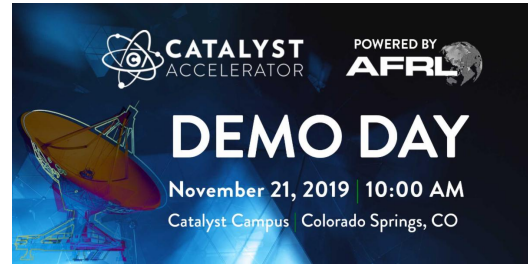 CATALYST
ACCELERATOR
POWERED BY
AFRL
DEMO DAY
November 21, 2019 | 10:00 AM
Catalyst Campus | Colorado Springs, CO